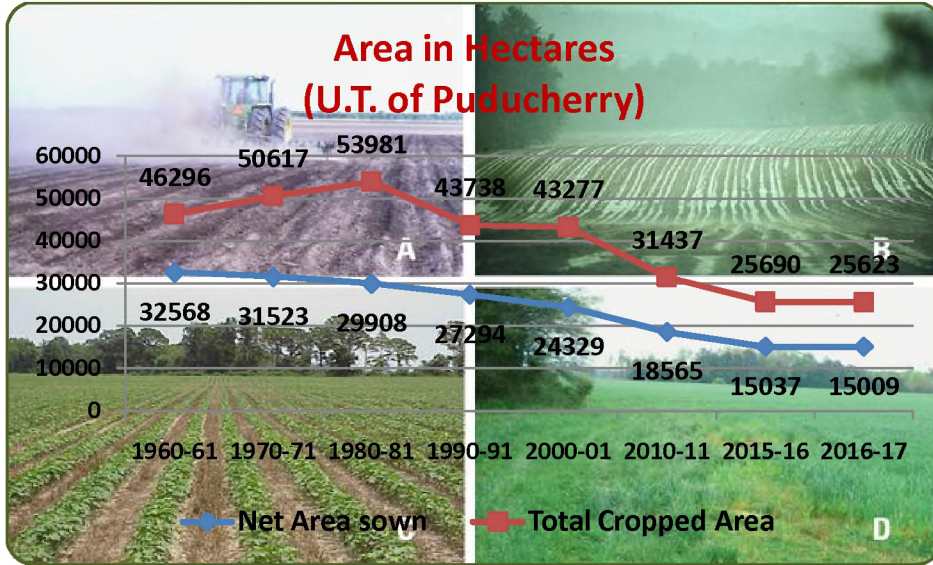 Area in Hectares
(U.T. of Puducherry)
60000
50000
40000
30000
20000
10000
0
46296
50617
53981
43738
43277
31437
25690
25623
32568
31523
29908
27294
24329
18565
15037
15009
1960-61 1970-71 1980-81 1990-91 2000-01 2010-11 2015-16 2016-17
Net Area sown Total Cropped Area
A
B
C
D